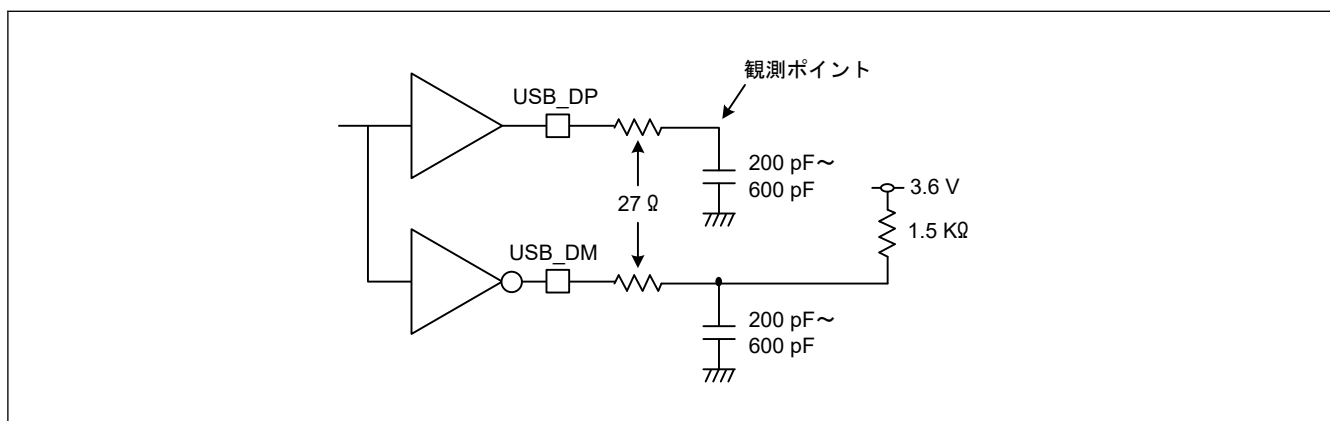 観測ポイント
USB_DP
200 pF～
600 pF
3.6 V
27 Ω
1.5 KΩ
USB_DM
200 pF～
600 pF